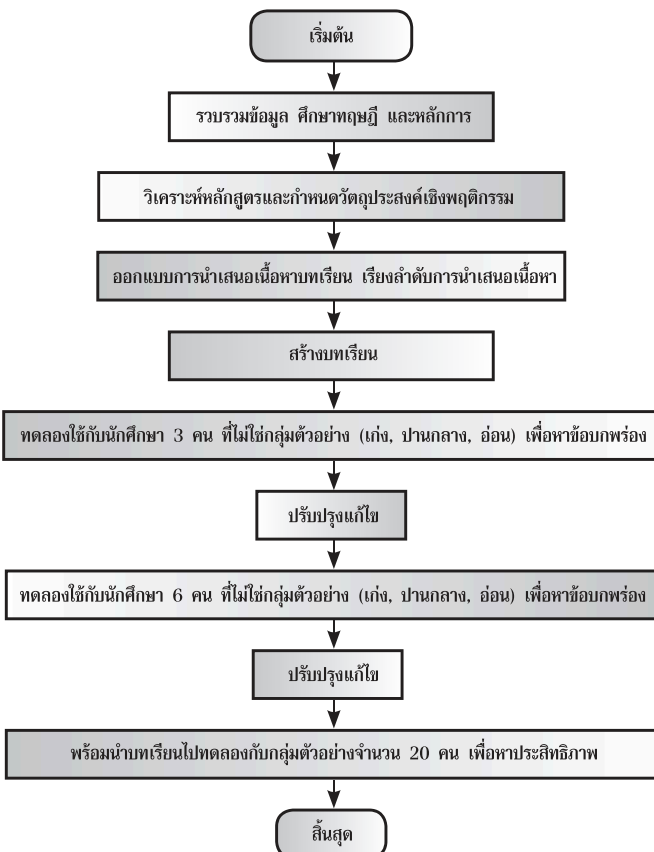 เริ่มต้น
รวบรวมข้อมูล ศึกษาทฤษฎี และหลักการ
วิเคราะห์หลักสูตรและกำหนดวัตถุประสงค์เชิงพฤติกรรม
ออกแบบการนำเสนอเนื้อหาบทเรียน เรียงลำดับการนำเสนอเนื้อหา
สร้างบทเรียน
ทดลองใช้กับนักศึกษา 3 คน ที่ไม่ใช่กลุ่มตัวอย่าง (เก่ง, ปานกลาง, อ่อน) เพื่อหาข้อบกพร่อง
ปรับปรุงแก้ไข
ทดลองใช้กับนักศึกษา 6 คน ที่ไม่ใช่กลุ่มตัวอย่าง (เก่ง, ปานกลาง, อ่อน) เพื่อหาข้อบกพร่อง
ปรับปรุงแก้ไข
พร้อมนำบทเรียนไปทดลองกับกลุ่มตัวอย่างจำนวน 20 คน เพื่อหาประสิทธิภาพ
สิ้นสุด